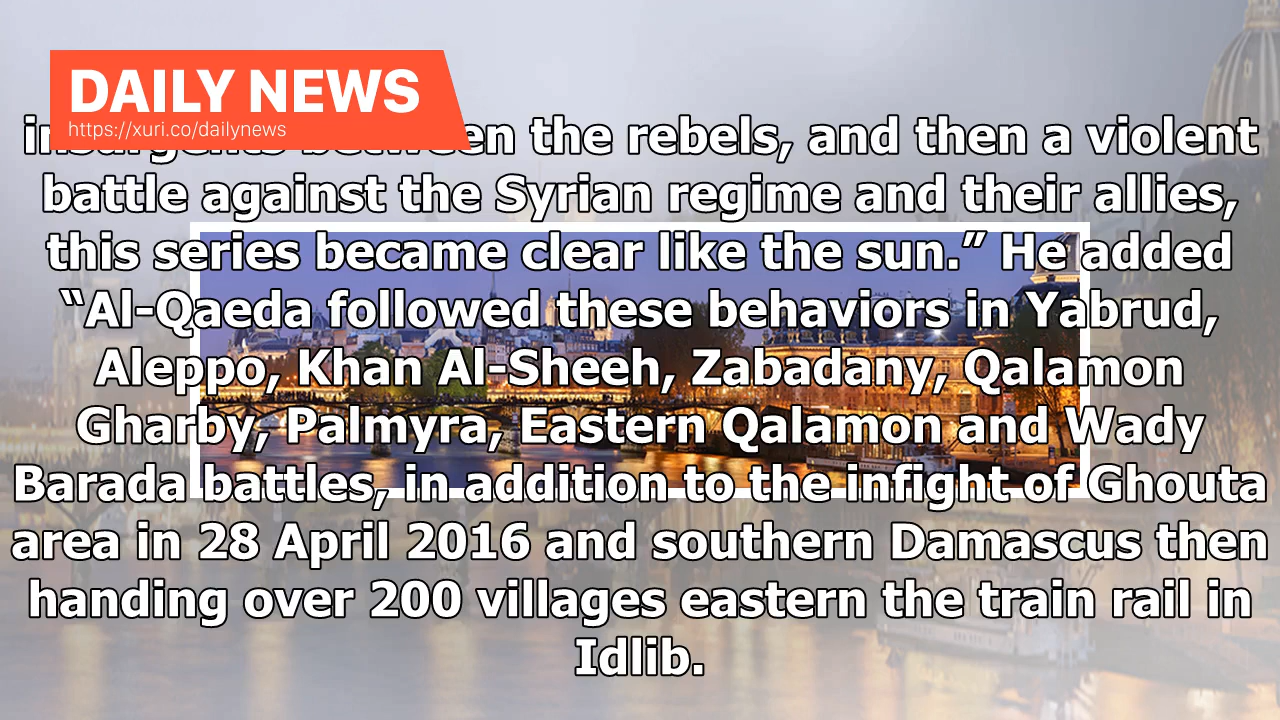 DAILY NEWS
https://xuri.co/dailynews
the rebels, and then a violent
battle against the Syrian regime and their allies,
this series became clear like the sun.” He added
“Al-Qaeda followed these behaviors in Yabrud,
Aleppo, Khan Al-Sheeh, Zabadany, Qalamon
Gharby, Palmyra, Eastern Qalamon and Wady
Barada battles, in addition to the infight of Ghouta
area in 28 April 2016 and southern Damascus then
handing over 200 villages eastern the train rail in
Idlib.